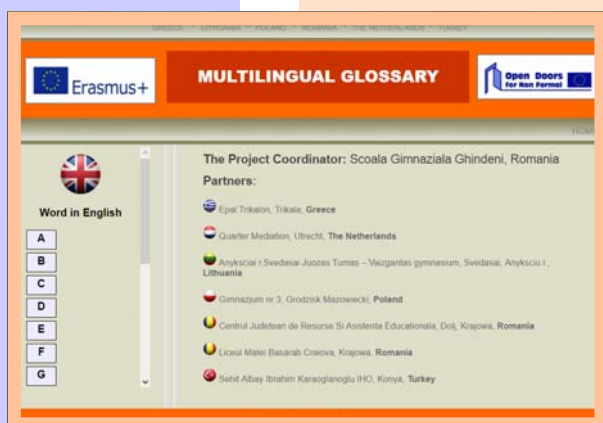 GREECE * LITHUANIA * POLAND * ROMANIA * THE NETHERLANDS * TURKEY
Erasmus+
MULTILINGUAL GLOSSARY
Open Doors
For Non Formal
HOME
The Project Coordinator: Scoala Gimnaziala Ghindeni, Romania
Partners:
Word in English
Epal Trikalon, Trikala, Greece
A
Quarter Mediation, Utrecht, The Netherlands
B
Anyksciai r.Svedasai Juozas Tumas – Vaizgantas gymnasium, Svedasai, Anyksciu r.,
Lithuania
C
D
Gimnazjum nr 3, Grodzisk Mazowiecki, Poland
E
Centrul Judetean de Resurse Si Asistenta Educationala, Dolj, Krajowa, Romania
F
Liceul Matei Basarab Craiova, Krajowa, Romania
G
Sehit Albay Ibrahim Karaoglanoglu IHO, Konya, Turkey